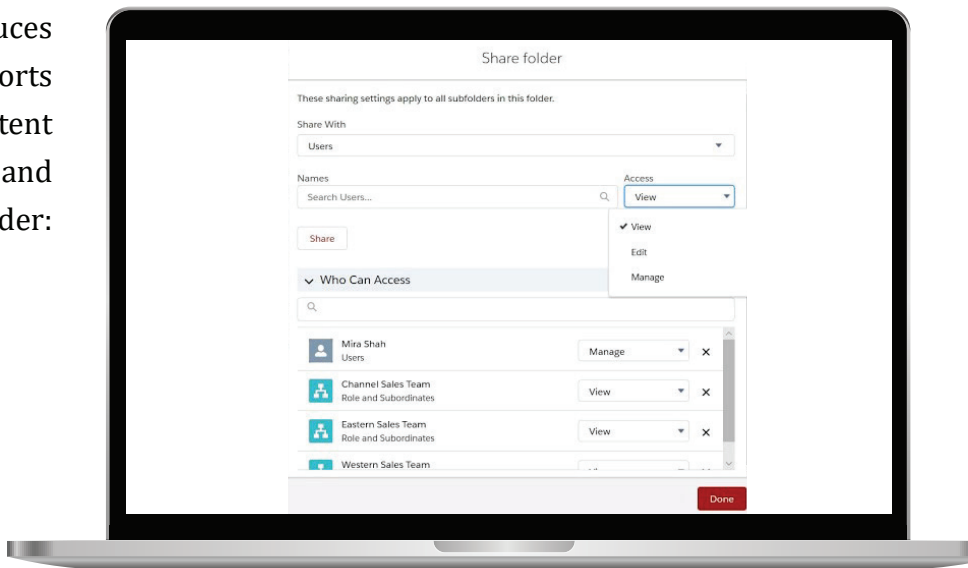 uces
orts
tent
and
der:
Share folder
These sharing settings apply to all subfolders in this folder.
Share With
Users
Names
Access
Search Users...
View
View
Edit
Manage
Share
Who Can Access
Mira Shah
Users
Manage
Channel Sales Team
Role and Subordinates
View
Eastern Sales Team
Role and Subordinates
View
Western Sales Team
Done